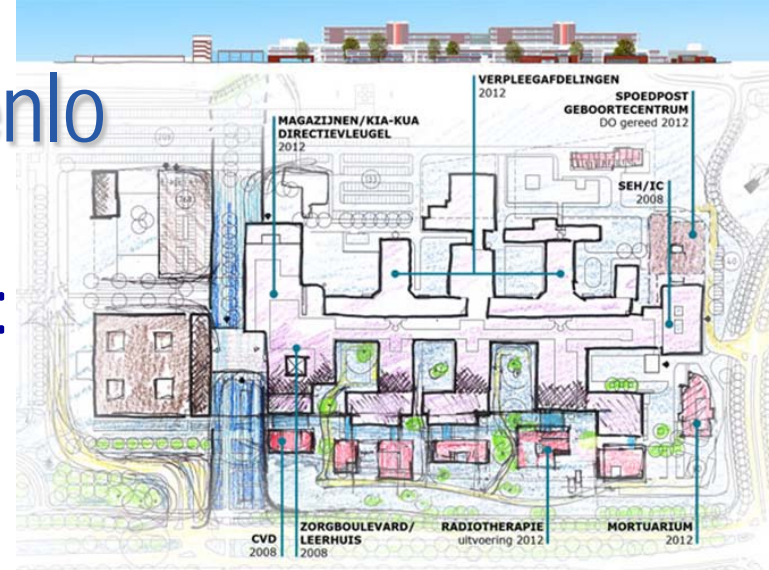 nlo
VERPLEEGAFDELINGEN
2012
SPOEDPOST
GEBOORTECENTRUM
DO gereed 2012
MAGAZIJNEN/KIA-KUA
DIRECTIEVLEUGEL
2012
SEH/IC
2008
CVD
2008
ZORGBOULEVARD/
LEERHUIS
2008
RADIOTHERAPIE
uitvoering 2012
MORTUARIUM
2012